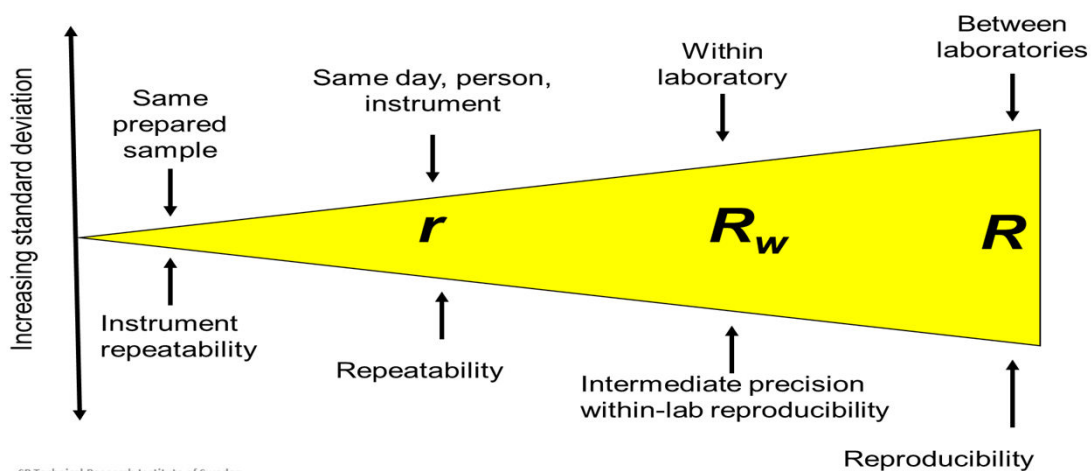 Increasing standard deviation
Same
prepared
sample
Same day, person,
instrument
Within
laboratory
Between
laboratories
r
Rw
R
Instrument
repeatability
Repeatability
Intermediate precision
within-lab reproducibility
Reproducibility